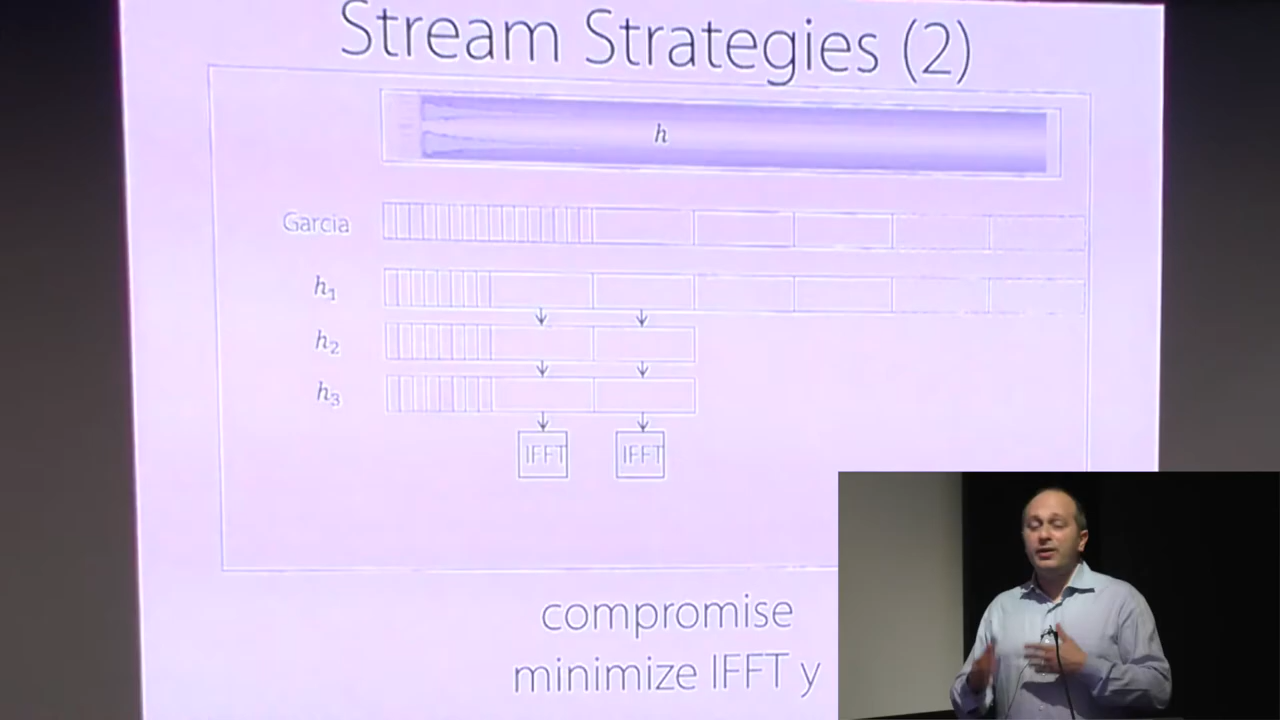 Stream Strategies (2)
h
Garcia
h₁
h₂
h₃
IFFT IFFT
compromise
minimize IFFT y